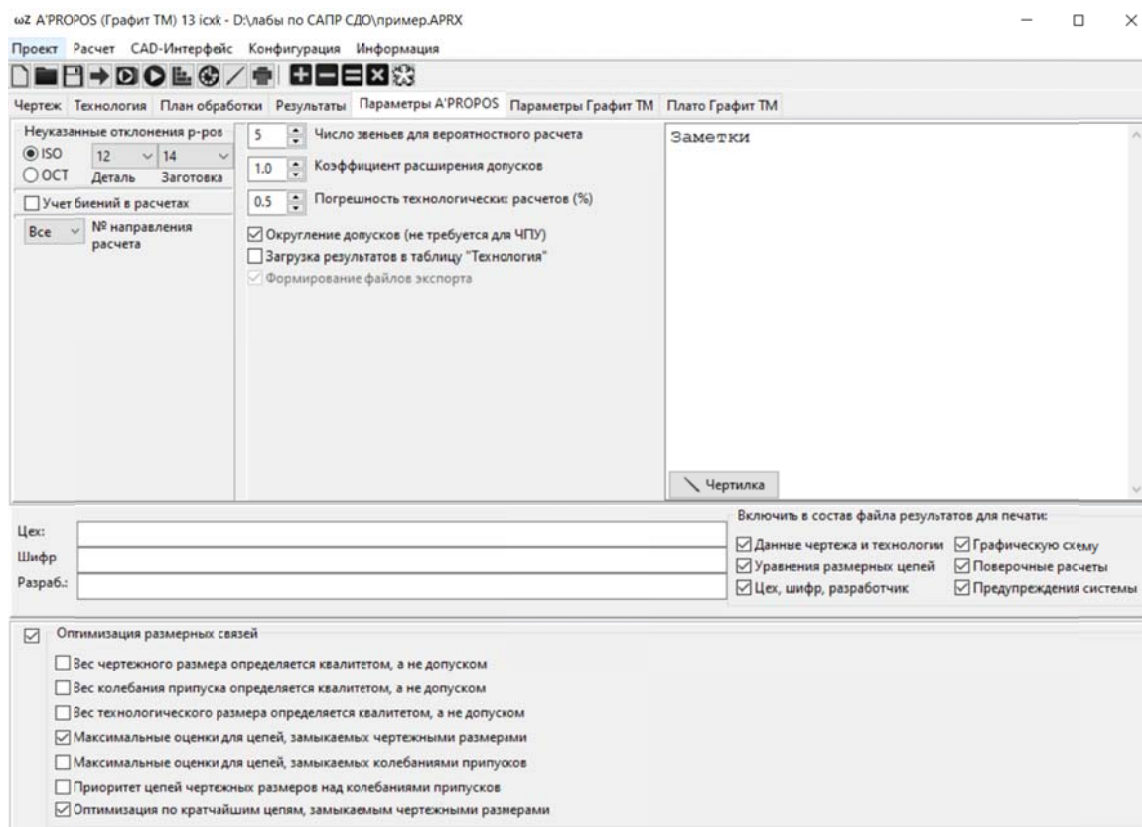 ωZ A'PROPOS (Графит ТМ) 13 icxk - D:\лабы по САПР СДО\пример.APRX
Проект Расчет CAD-Интерфейс Конфигурация Информация
Чертеж Технология План обработки Результаты Параметры A'PROPOS Параметры Графит ТМ Плато Графит ТМ
Неуказанные отклонения р-ров
ISO 12 14
ОСТ Деталь Заготовка
Учет биений в расчетах
Все № направления
расчета
5 Число звеньев для вероятностного расчета
1.0 Коэффициент расширения допусков
0.5 Погрешность технологически: расчетов (%)
Округление допусков (не требуется для ЧПУ)
Загрузка результатов в таблицу "Технология"
Формирование файлов экспорта
Заметки
Чертилка
Цех:
Шифр
Разраб.:
Включить в состав файла результатов для печати:
Данные чертежа и технологии Графическую схему
Уравнения размерных цепей Поверочные расчеты
Цех, шифр, разработчик Предупреждения системы
Оптимизация размерных связей
Вес чертежного размера определяется квалитетом, а не допуском
Вес колебания припуска определяется квалитетом, а не допуском
Вес технологического размера определяется квалитетом, а не допуском
Максимальные оценки для цепей, замыкаемых чертежными размерами
Максимальные оценки для цепей, замыкаемых колебаниями припусков
Приоритет цепей чертежных размеров над колебаниями припусков
Оптимизация по кратчайшим цепям, замыкаемым чертежными размерами